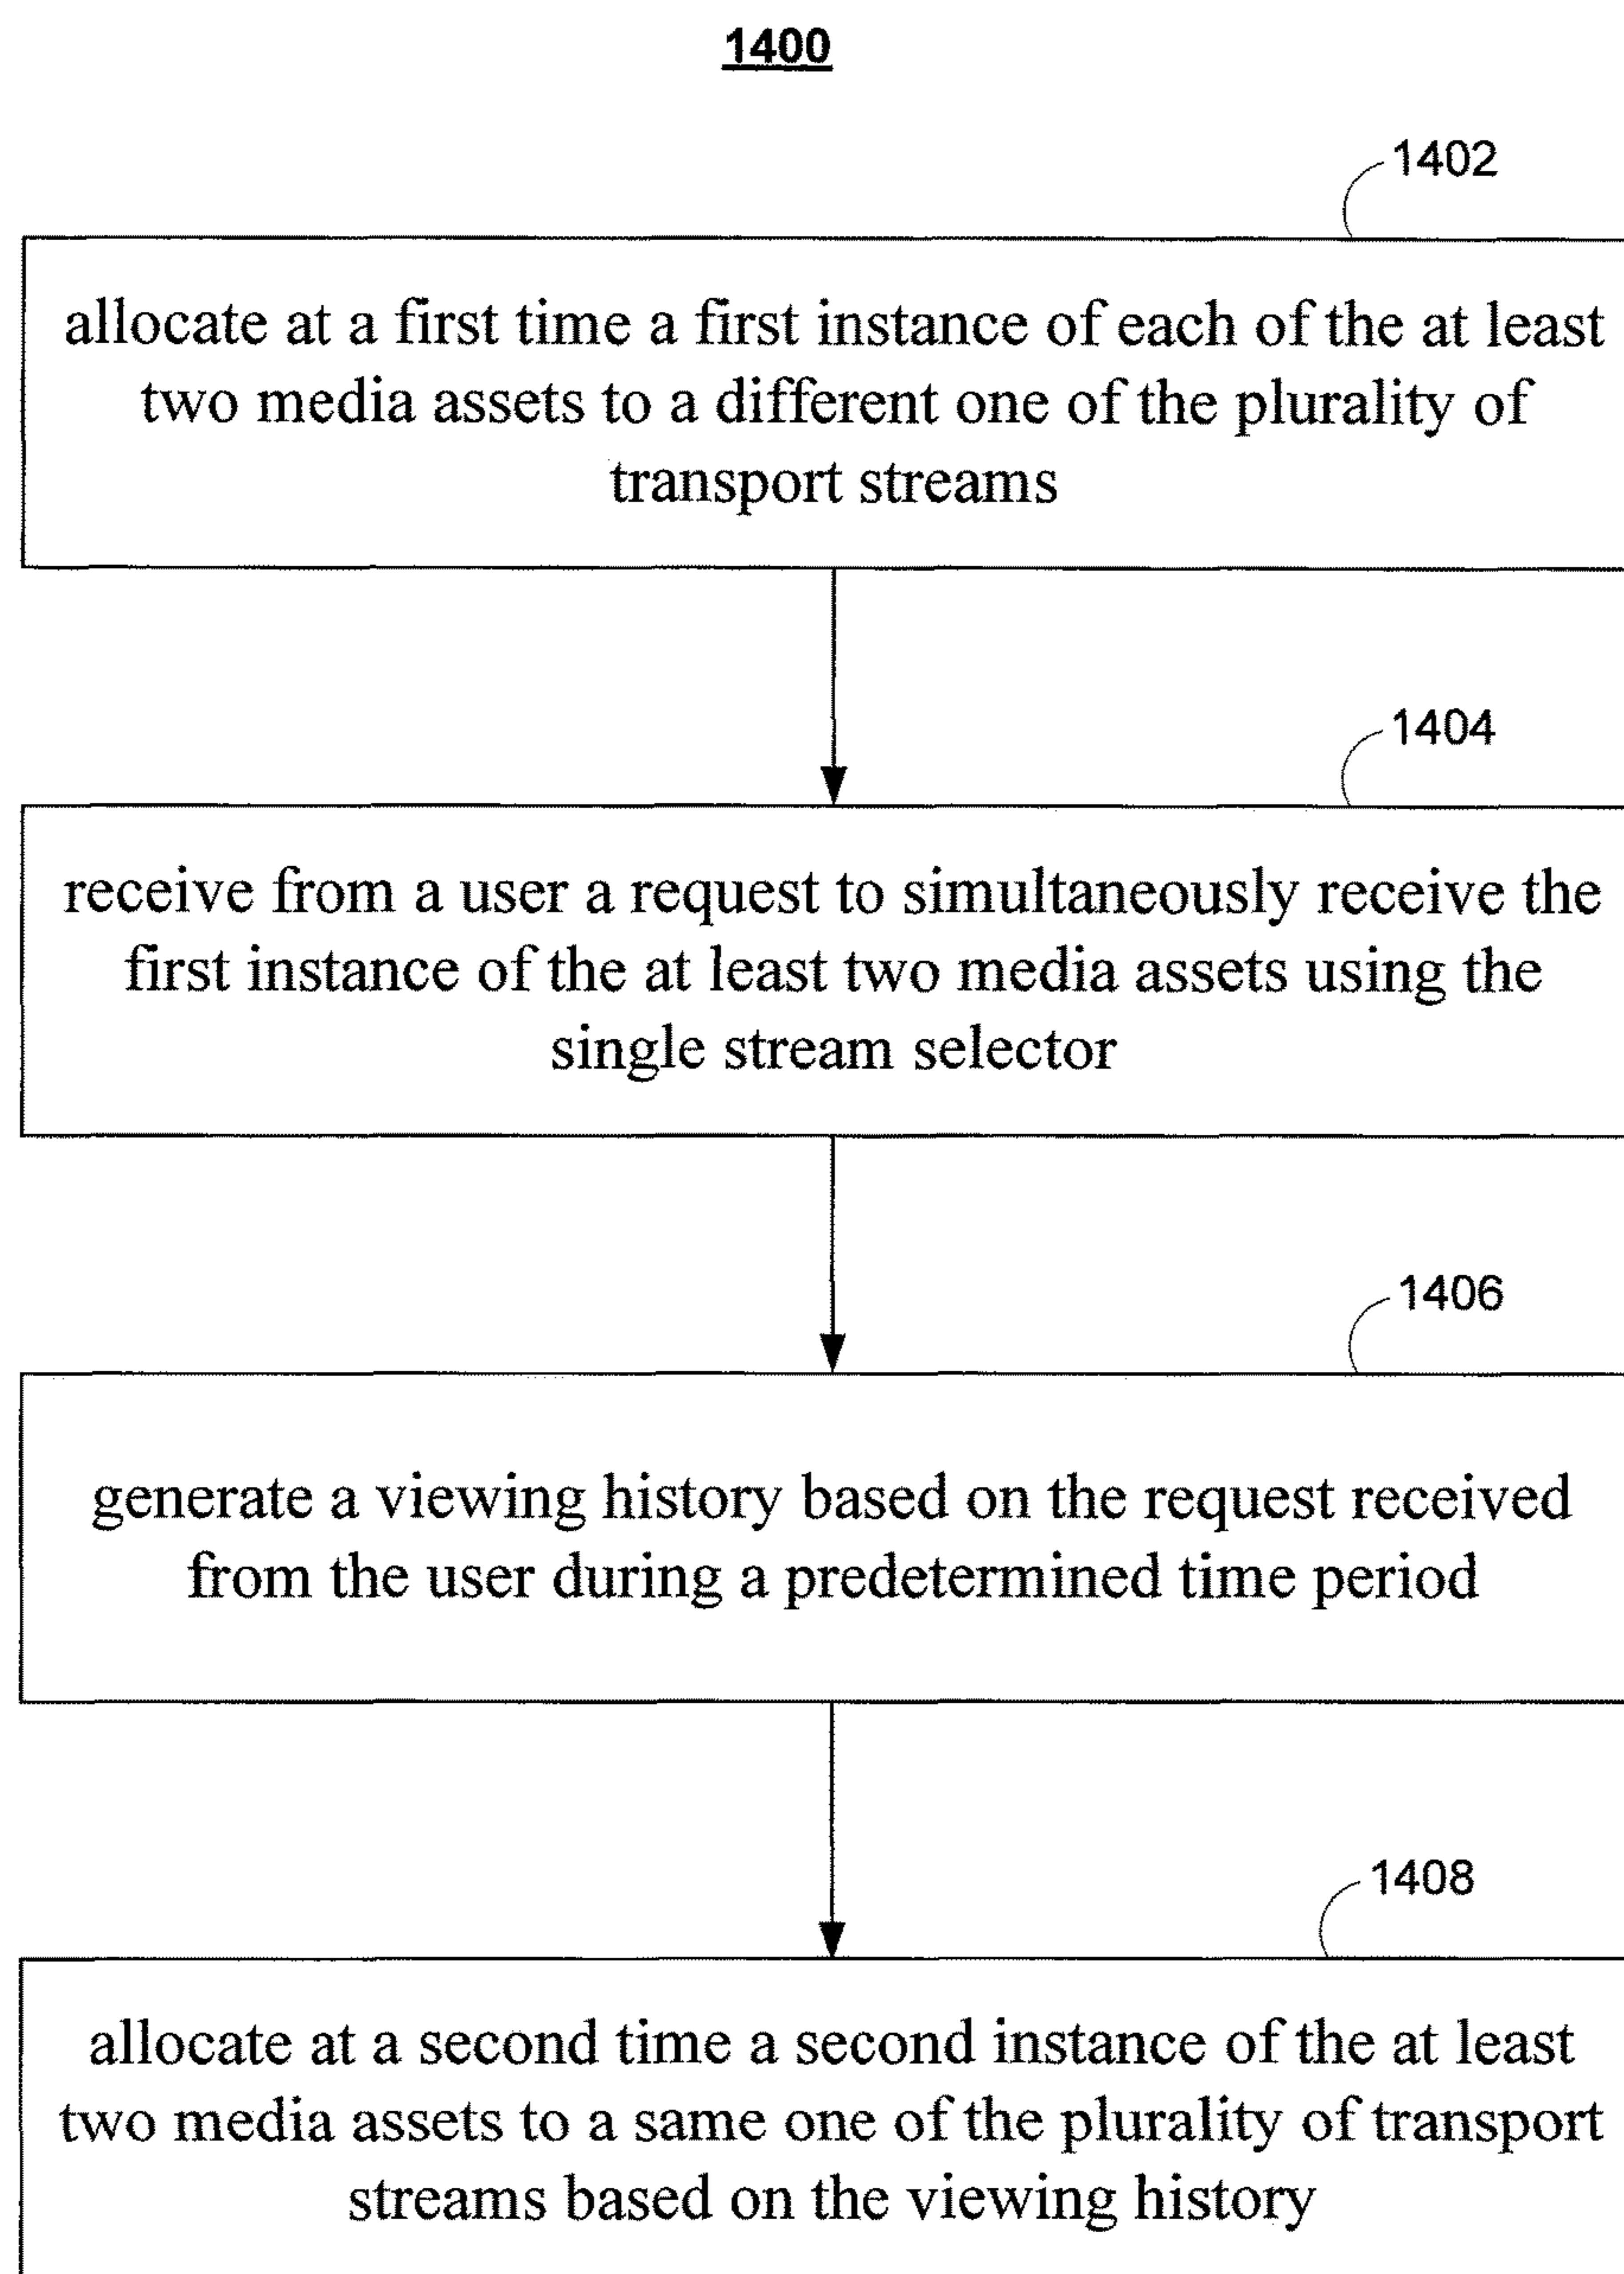 1400
1402
allocate at a first time a first instance of each of the at least
two media assets to a different one of the plurality of
transport streams
1404
receive from a user a request to simultaneously receive the
first instance of the at least two media assets using the
single stream selector
1406
generate a viewing history based on the request received
from the user during a predetermined time period
1408
allocate at a second time a second instance of the at least
two media assets to a same one of the plurality of transport
streams based on the viewing history